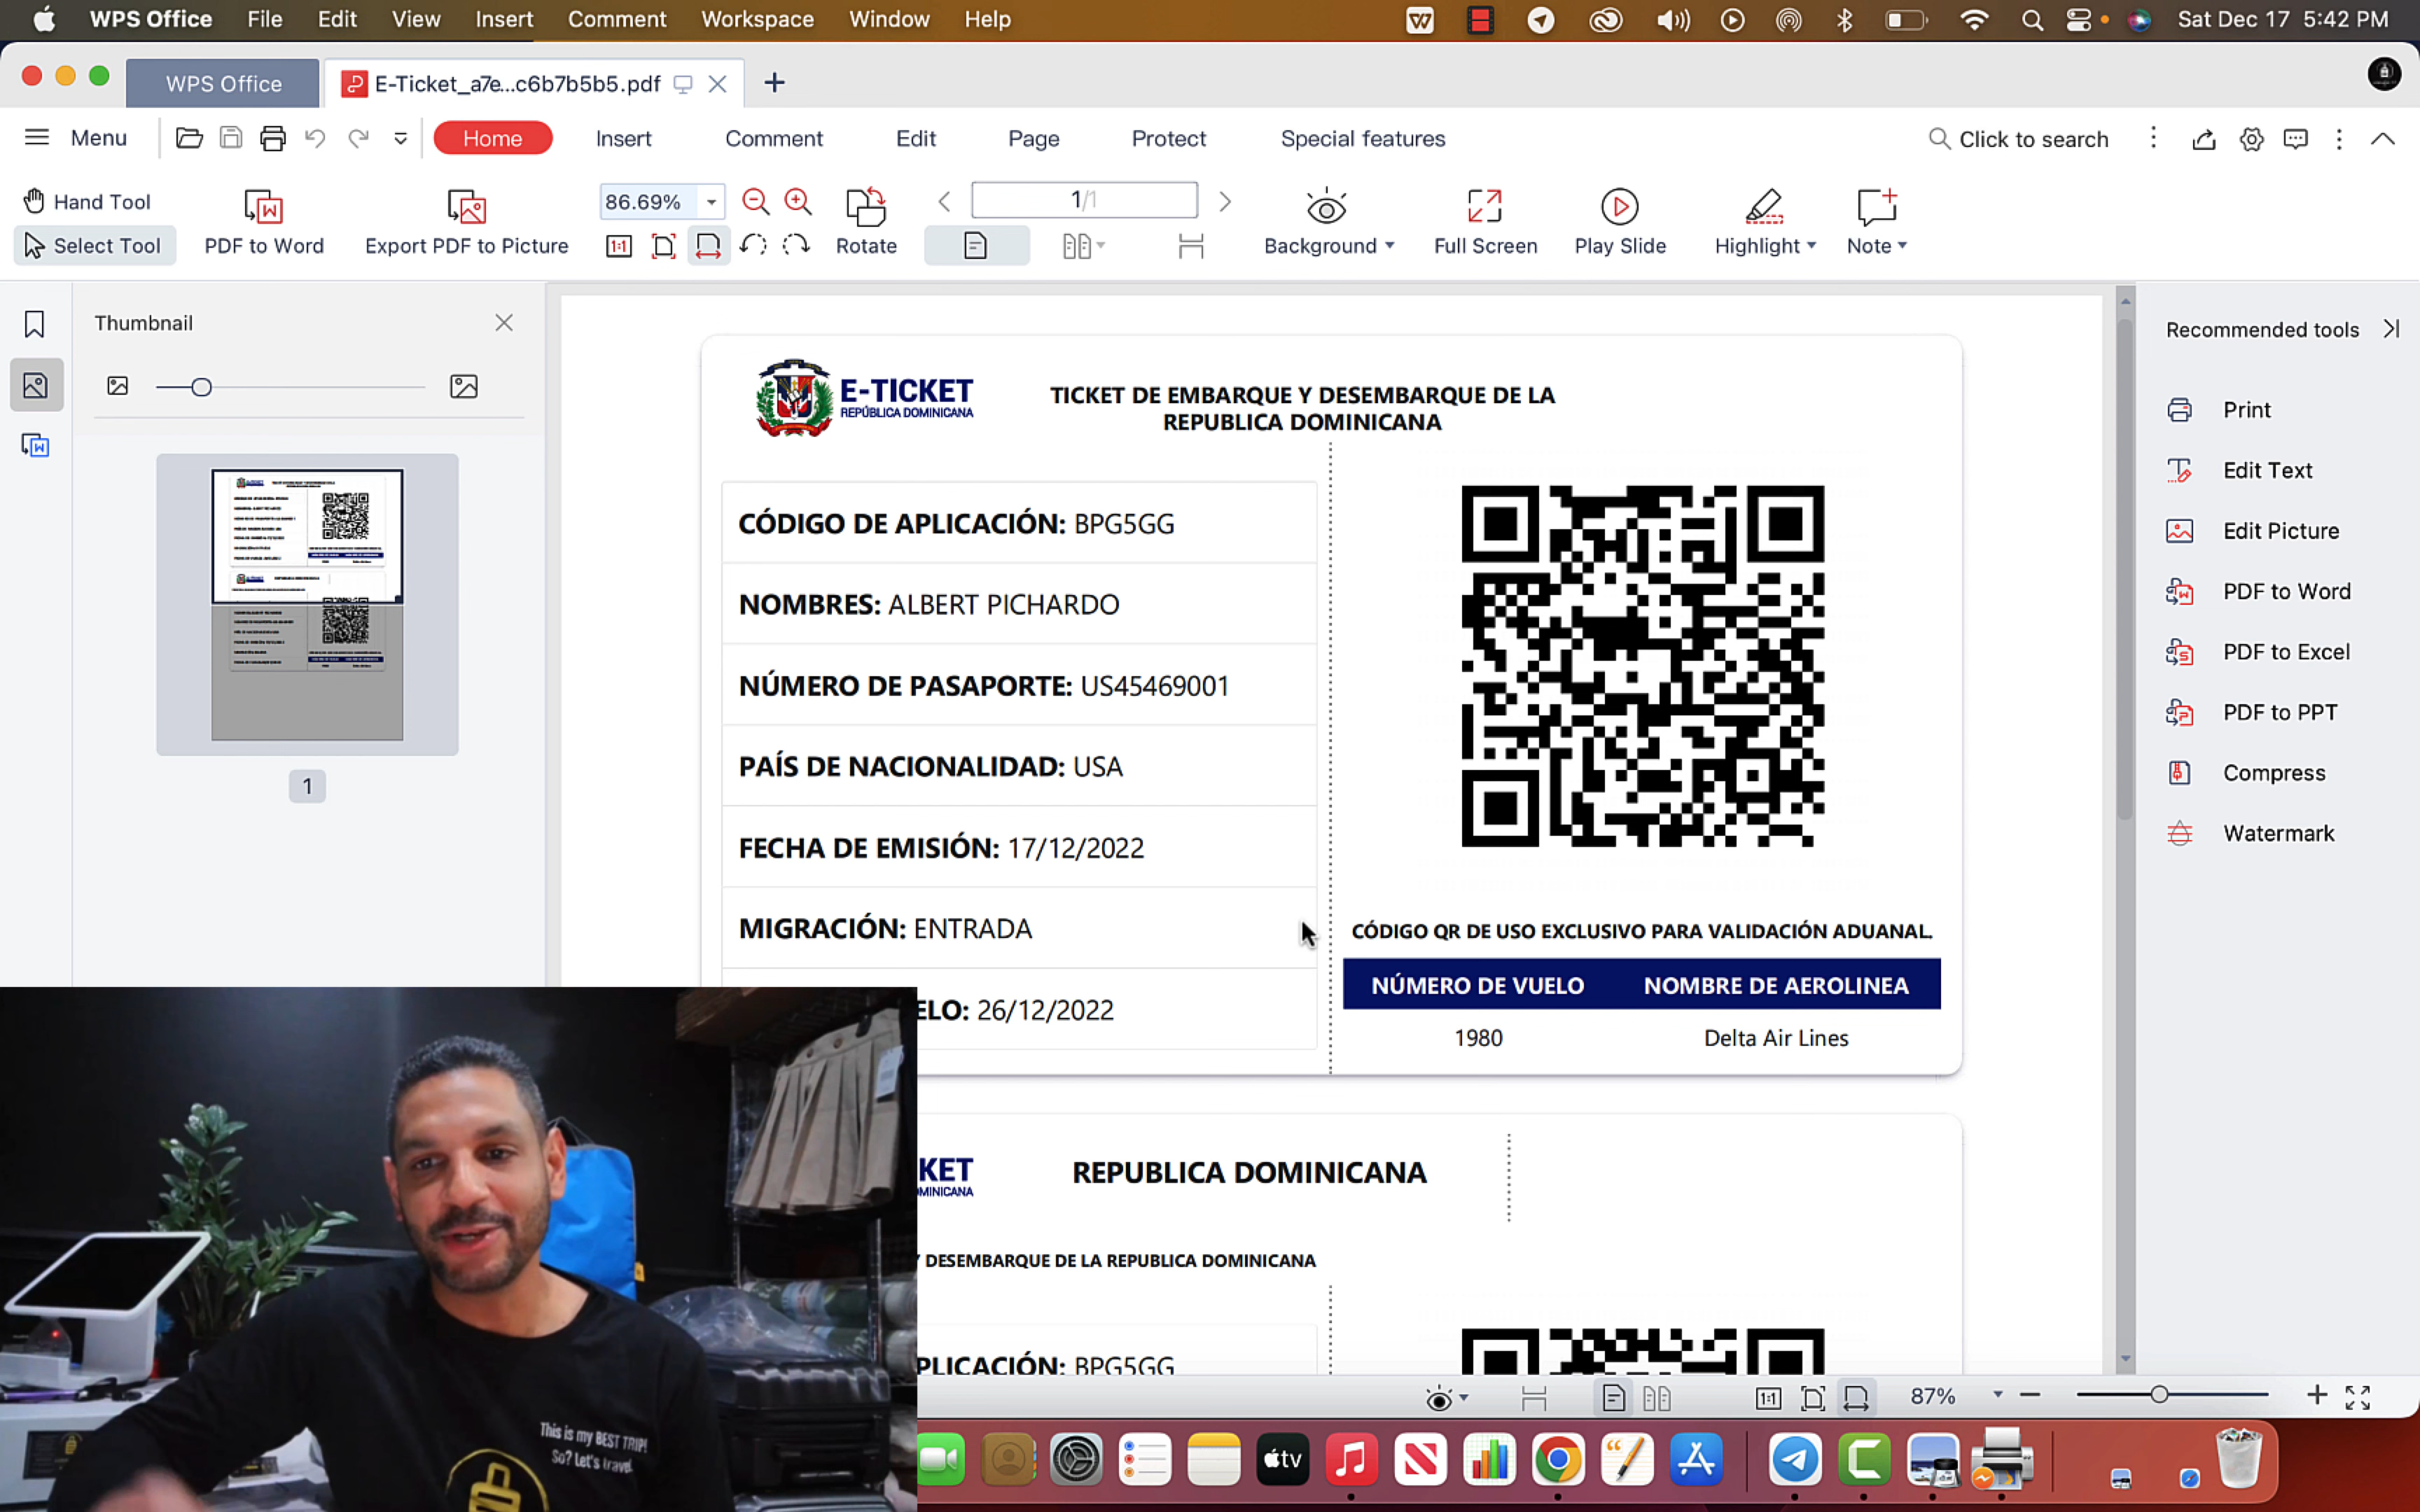 WPS Office File Edit View Insert Comment Workspace Window Help Sat Dec 17 5:42 PM
WPS Office E-Ticket_a7e...c6b7b5b5.pdf
Menu Home Insert Comment Edit Page Protect Special features Click to search
Hand Tool 86.69% 1/1
Select Tool PDF to Word Export PDF to Picture 1:1 Rotate Background Full Screen Play Slide Highlight Note
Thumbnail
1
E-TICKET
REPÚBLICA DOMINICANA
TICKET DE EMBARQUE Y DESEMBARQUE DE LA
REPUBLICA DOMINICANA
CÓDIGO DE APLICACIÓN: BPG5GG
NOMBRES: ALBERT PICHARDO
NÚMERO DE PASAPORTE: US45469001
PAÍS DE NACIONALIDAD: USA
FECHA DE EMISIÓN: 17/12/2022
MIGRACIÓN: ENTRADA
ELO: 26/12/2022
CÓDIGO QR DE USO EXCLUSIVO PARA VALIDACIÓN ADUANAL.
NÚMERO DE VUELO NOMBRE DE AEROLINEA
1980 Delta Air Lines
KET
MINICANA
REPUBLICA DOMINICANA
DESEMBARQUE DE LA REPUBLICA DOMINICANA
PLICACIÓN: BPG5GG
Recommended tools
Print
Edit Text
Edit Picture
PDF to Word
PDF to Excel
PDF to PPT
Compress
Watermark
1:1 87%
This is my BEST TRIP!
So? Let's travel
tv